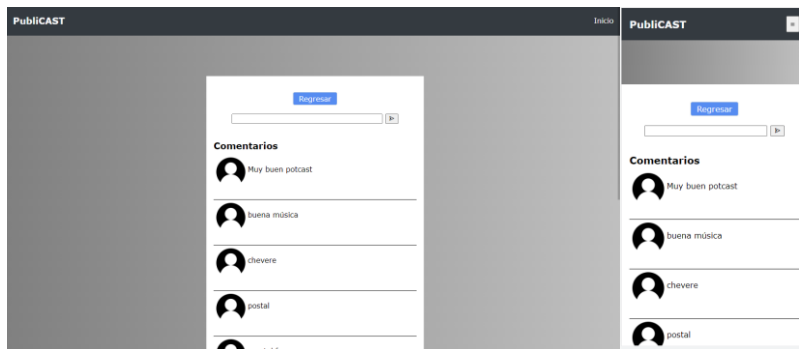 PubliCAST
Inicio
Regresar
Comentarios
Muy buen potcast
buena música
chevere
postal
PubliCAST
Regresar
Comentarios
Muy buen potcast
buena música
chevere
postal